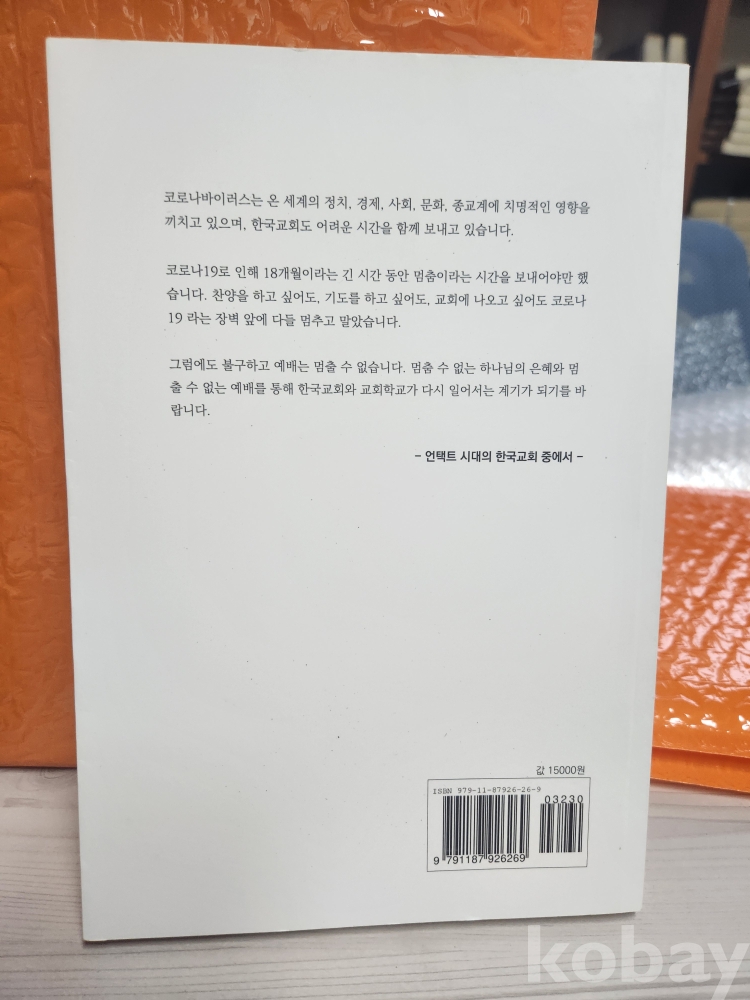 코로나바이러스는 온 세계의 정치, 경제, 사회, 문화, 종교계에 치명적인 영향을
끼치고 있으며, 한국교회도 어려운 시간을 함께 보내고 있습니다.
코로나19로 인해 18개월이라는 긴 시간 동안 멈춤이라는 시간을 보내어야만 했
습니다. 찬양을 하고 싶어도, 기도를 하고 싶어도, 교회에 나오고 싶어도 코로나
19 라는 장벽 앞에 다들 멈추고 말았습니다.
그럼에도 불구하고 예배는 멈출 수 없습니다. 멈출 수 없는 하나님의 은혜와 멈
출 수 없는 예배를 통해 한국교회와 교회학교가 다시 일어서는 계기가 되기를 바
랍니다.
– 언택트 시대의 한국교회 중에서 –
값 15000원
ISBN 979-11-87926-26-9
03230
9 791187 926269
kobay